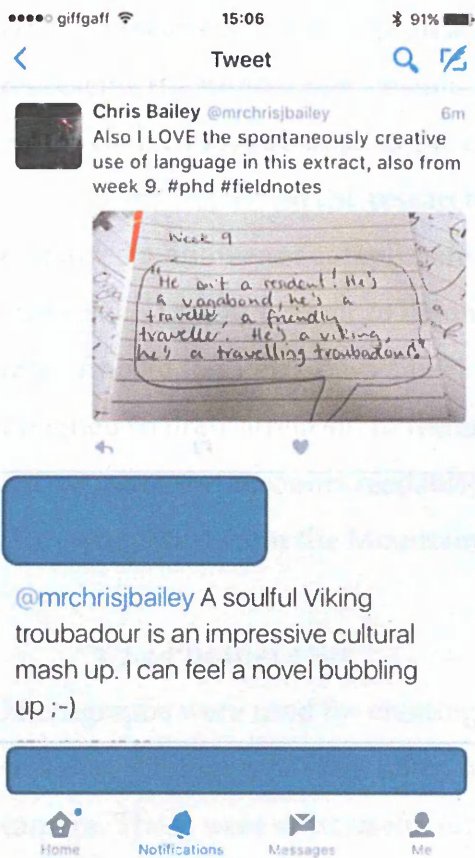 giffgaff 15:06 91%
Tweet
Chris Bailey @mrchrisjbailey 6m
Also I LOVE the spontaneously creative
use of language in this extract, also from
week 9. #phd #fieldnotes
Week 9
"He isn't a resident! He's
a vagabond, he's a
traveller, a friendly
traveller. He's a viking,
he's a travelling troubadour!"
@mrchrisjbailey A soulful Viking
troubadour is an impressive cultural
mash up. I can feel a novel bubbling
up ;-)
Home Notifications Messages Me